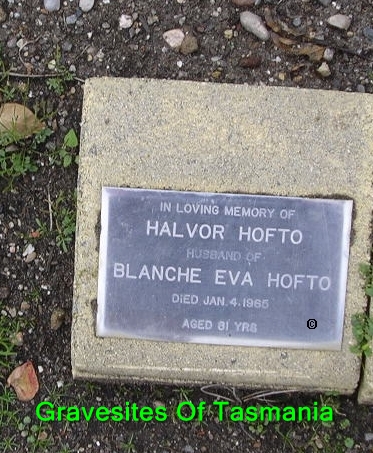 IN LOVING MEMORY OF
HALVOR HOFTO
HUSBAND OF
BLANCHE EVA HOFTO
DIED JAN. 4. 1965
AGED 81 YRS
©
Gravesites Of Tasmania